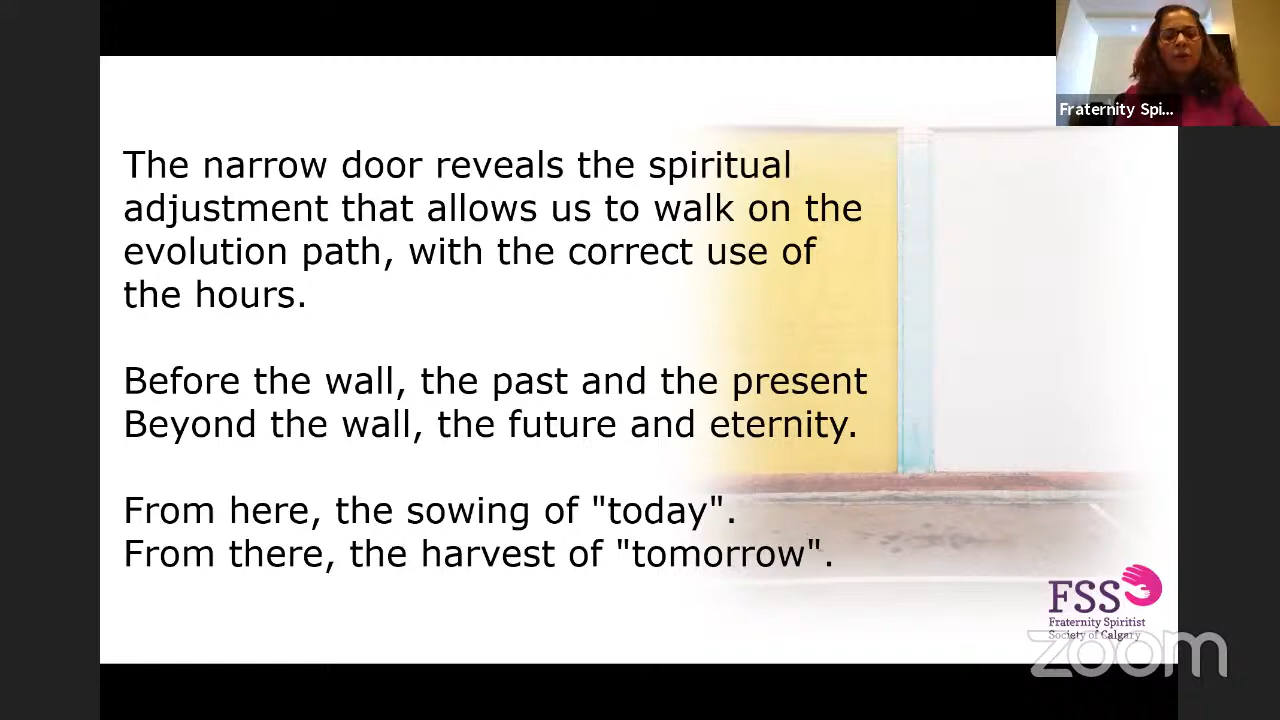 Fraternity Spi...
The narrow door reveals the spiritual
adjustment that allows us to walk on the
evolution path, with the correct use of
the hours.
Before the wall, the past and the present
Beyond the wall, the future and eternity.
From here, the sowing of "today".
From there, the harvest of "tomorrow".
FSS
Fraternity Spiritist
Society of Calgary
zoom